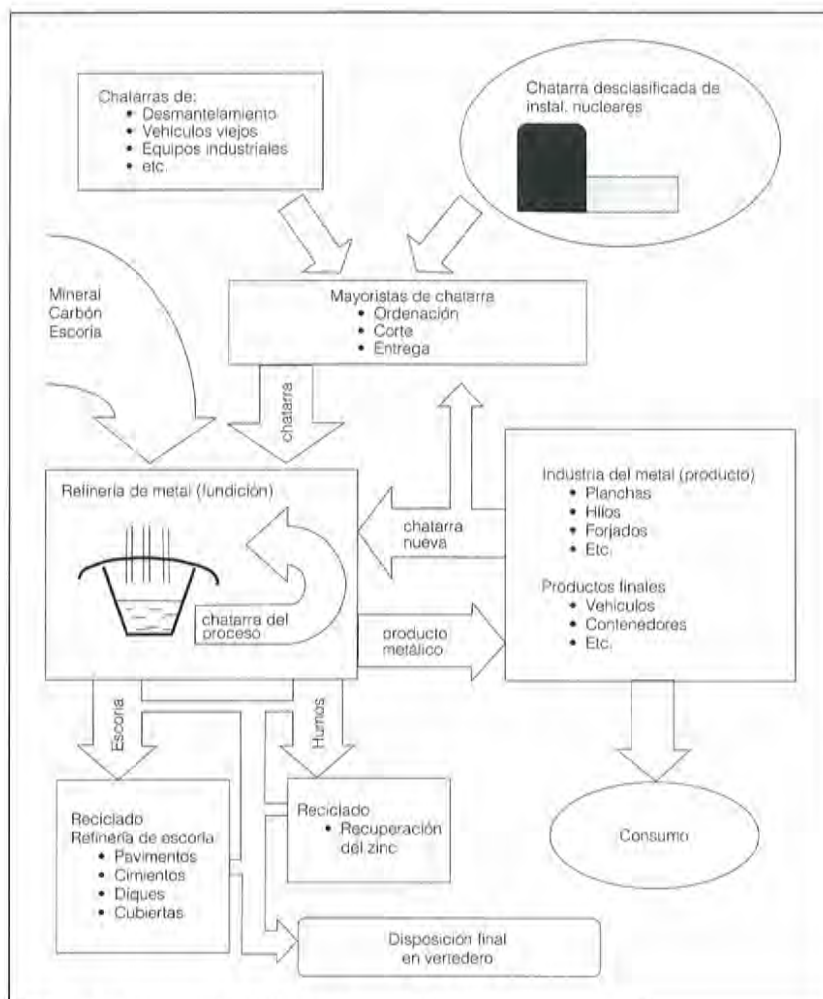 Chatarras de:
• Desmantelamiento
• Vehículos viejos
• Equipos industriales
• etc.
Chatarra desclasificada de
instal. nucleares
Mineral
Carbón
Escoria
Mayoristas de chatarra
• Ordenación
• Corte
• Entrega
chatarra
Refinería de metal (fundición)
chatarra del
proceso
chatarra
nueva
producto
metálico
Industria del metal (producto)
• Planchas
• Hilos
• Forjados
• Etc.
Productos finales
• Vehículos
• Contenedores
• Etc.
Escoria
Humos
Reciclado
Refinería de escoria
• Pavimentos
• Cimientos
• Diques
• Cubiertas
Reciclado
• Recuperación
del zinc
Consumo
Disposición final
en vertedero